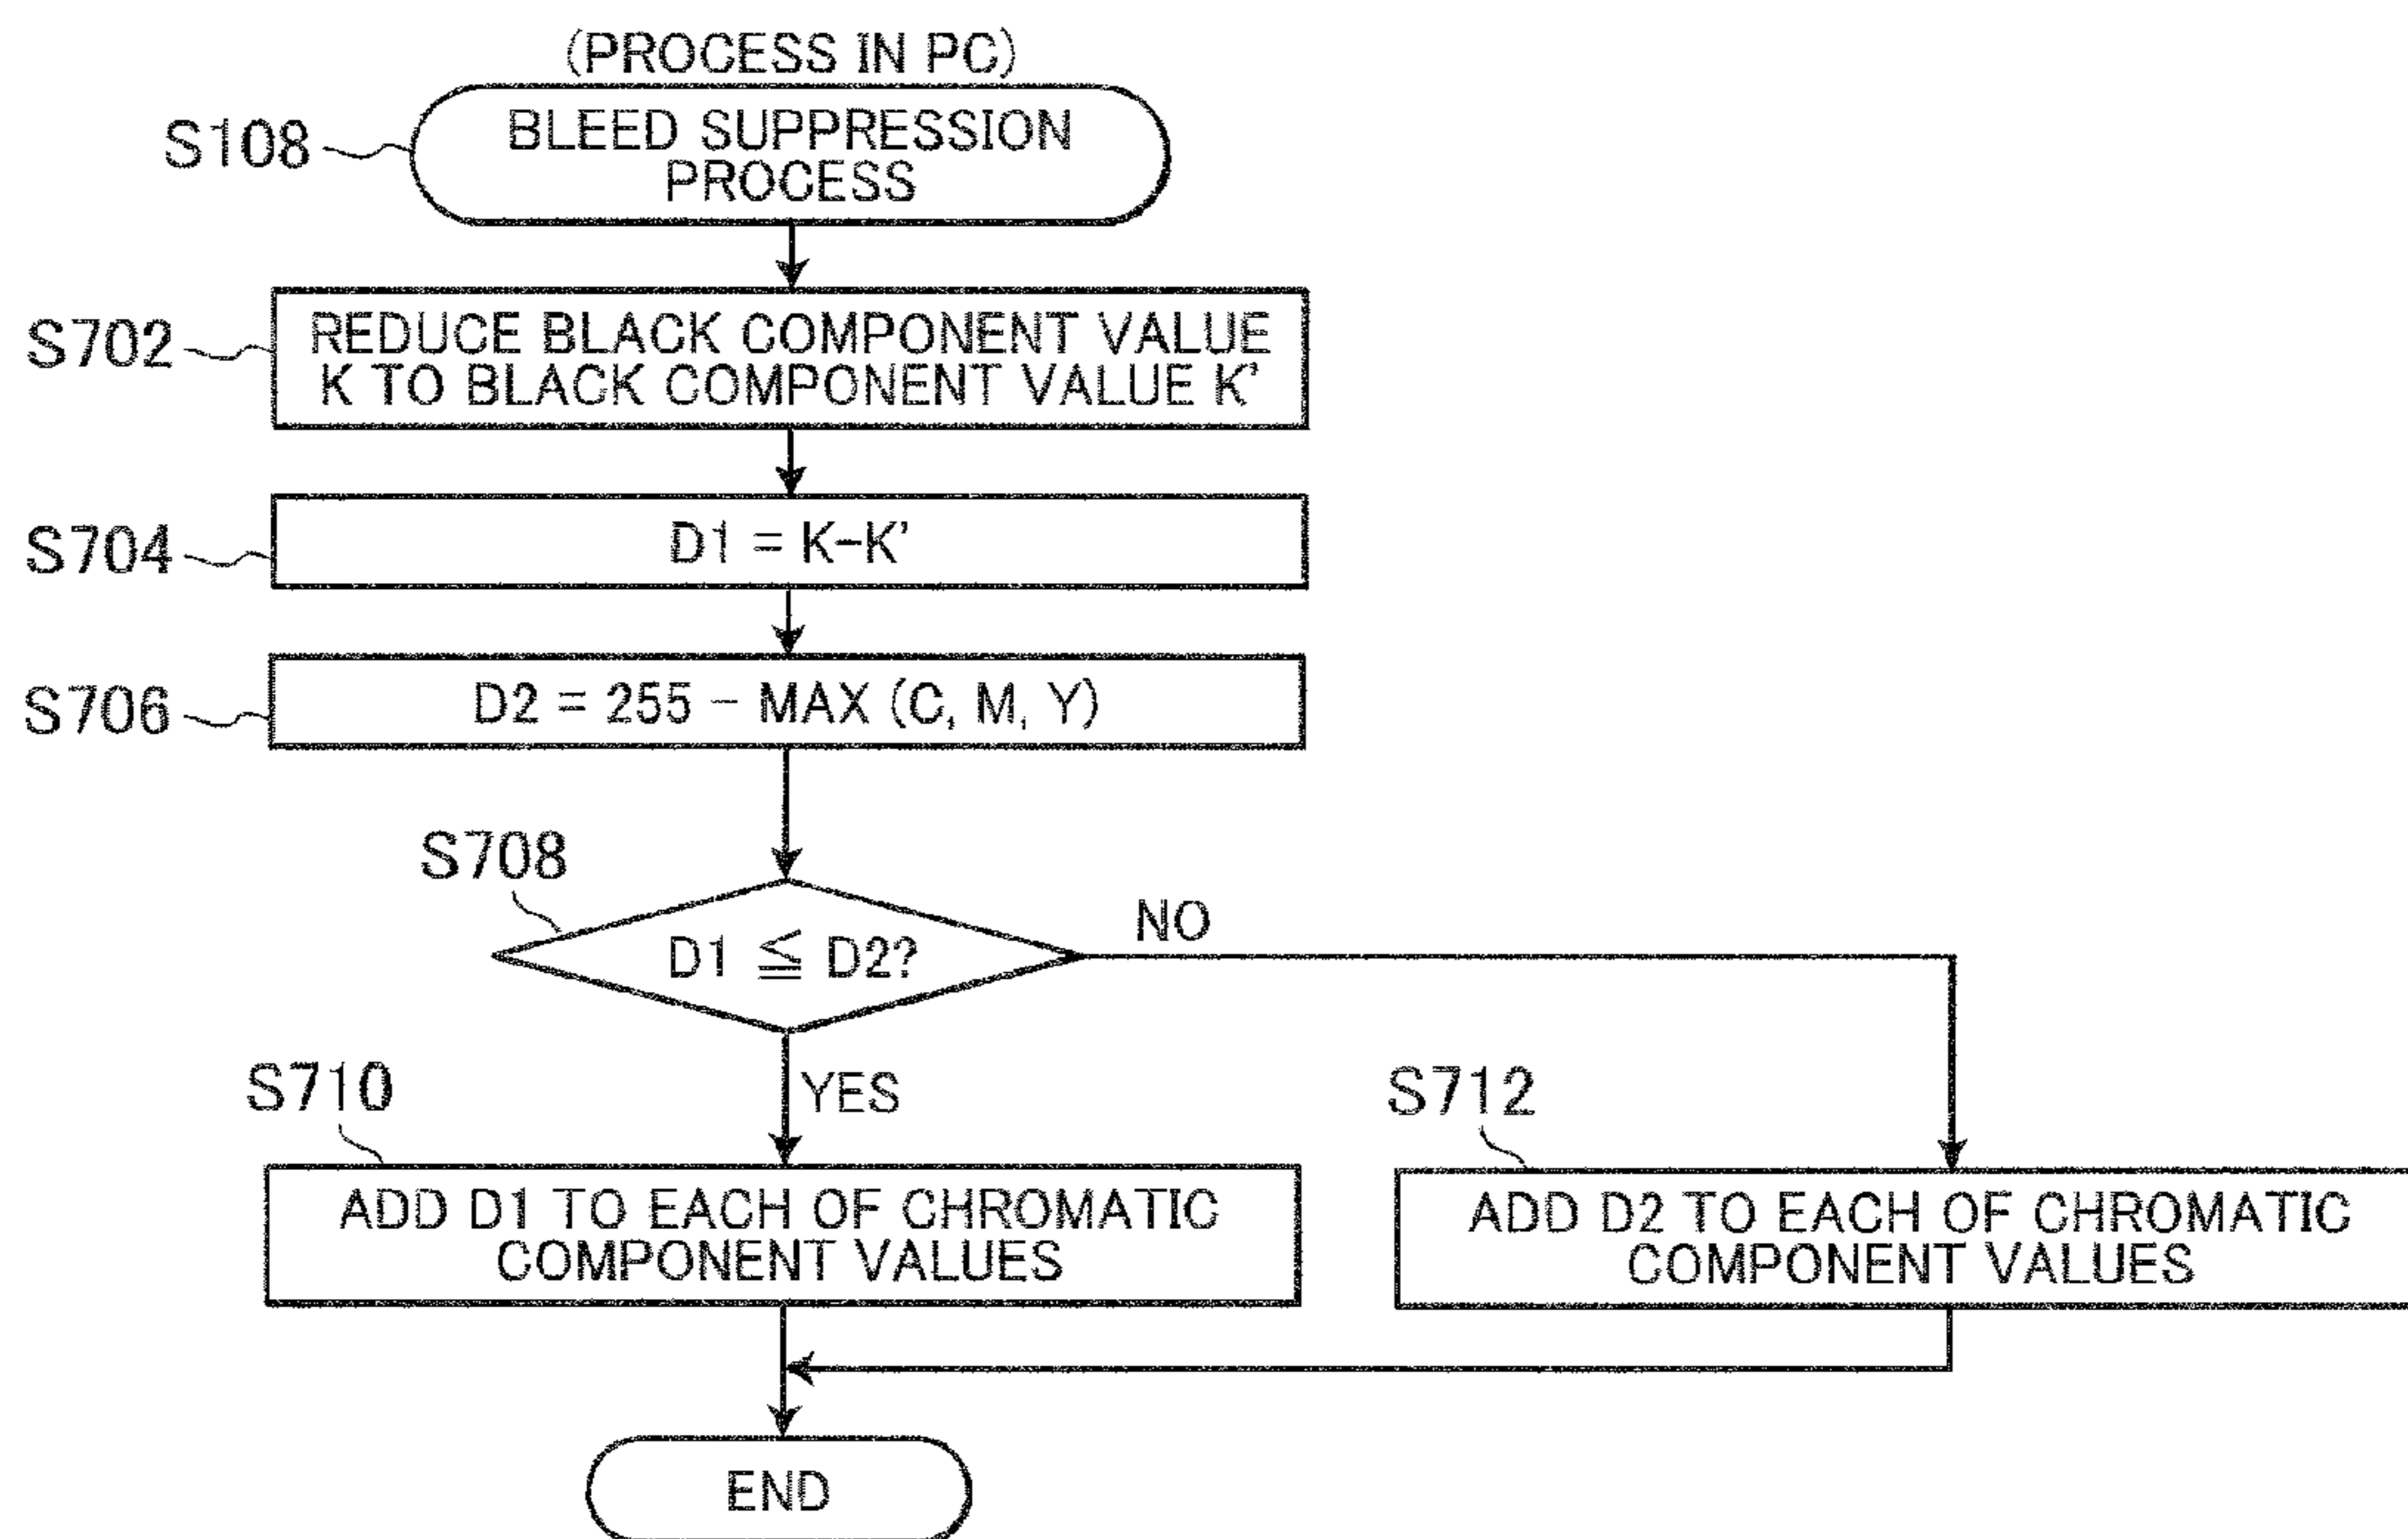 (PROCESS IN PC)
S108
BLEED SUPPRESSION
PROCESS
S702
REDUCE BLACK COMPONENT VALUE
K TO BLACK COMPONENT VALUE K'
S704
D1 = K-K'
S706
D2 = 255 - MAX (C, M, Y)
S708
D1 ≦ D2?
NO
YES
S710
ADD D1 TO EACH OF CHROMATIC
COMPONENT VALUES
S712
ADD D2 TO EACH OF CHROMATIC
COMPONENT VALUES
END